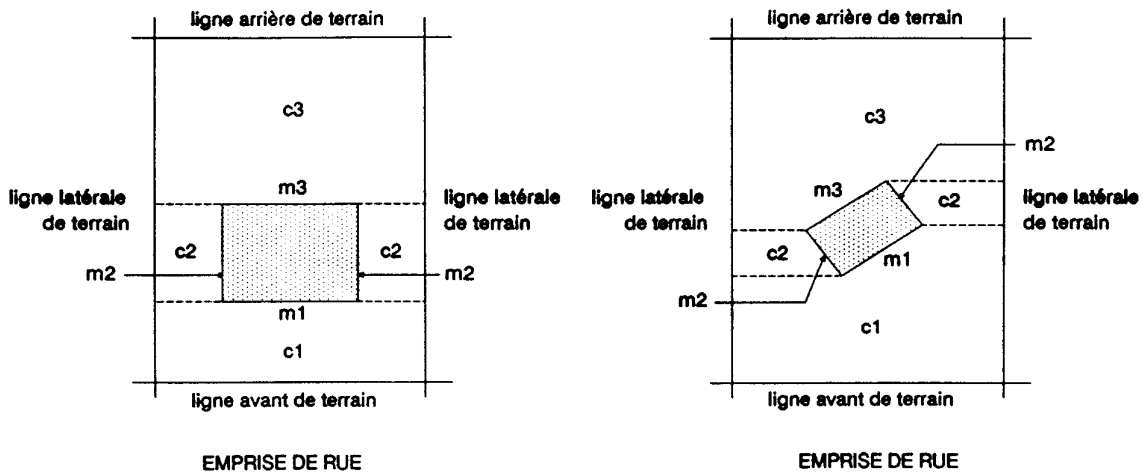 ligne arrière de terrain
c3
m3
ligne latérale
de terrain
ligne latérale
de terrain
c2
c2
m2
m2
m1
c1
ligne avant de terrain
EMPRISE DE RUE
ligne arrière de terrain
c3
m2
m3
ligne latérale
de terrain
c2
ligne latérale
de terrain
c2
m1
m2
c1
ligne avant de terrain
EMPRISE DE RUE